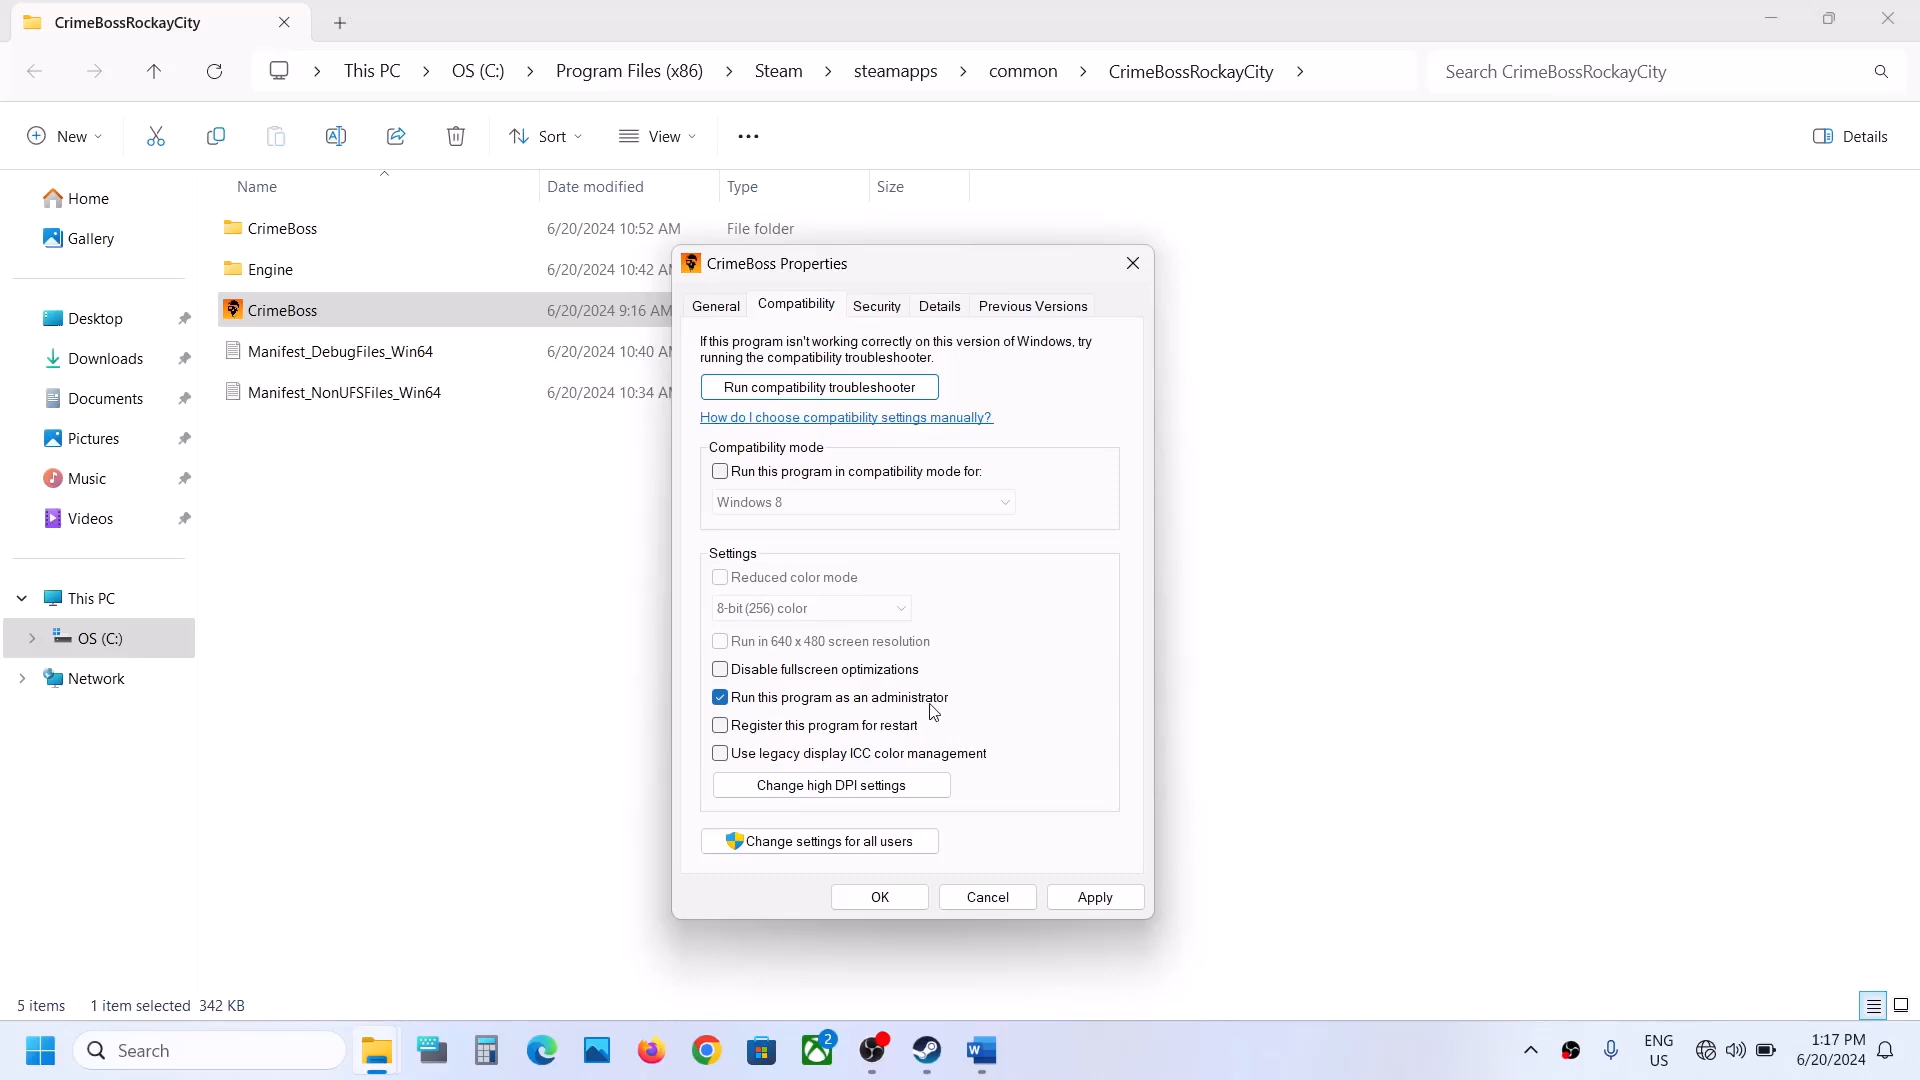 CrimeBossRockayCity
This PC > OS (C:) > Program Files (x86) > Steam > steamapps > common > CrimeBossRockayCity >
Search CrimeBossRockayCity
New
Sort
View
Details
Name Date modified Type Size
Home
Gallery
Desktop
Downloads
Documents
Pictures
Music
Videos
This PC
OS (C:)
Network
CrimeBoss 6/20/2024 10:52 AM File folder
Engine 6/20/2024 10:42 A
CrimeBoss 6/20/2024 9:16 AM
Manifest_DebugFiles_Win64 6/20/2024 10:40 A
Manifest_NonUFSFiles_Win64 6/20/2024 10:34 A
CrimeBoss Properties
General Compatibility Security Details Previous Versions
If this program isn't working correctly on this version of Windows, try
running the compatibility troubleshooter.
Run compatibility troubleshooter
How do I choose compatibility settings manually?
Compatibility mode
Run this program in compatibility mode for:
Windows 8
Settings
Reduced color mode
8-bit (256) color
Run in 640 x 480 screen resolution
Disable fullscreen optimizations
Run this program as an administrator
Register this program for restart
Use legacy display ICC color management
Change high DPI settings
Change settings for all users
OK Cancel Apply
5 items 1 item selected 342 KB
Search
2
ENG
US
1:17 PM
6/20/2024